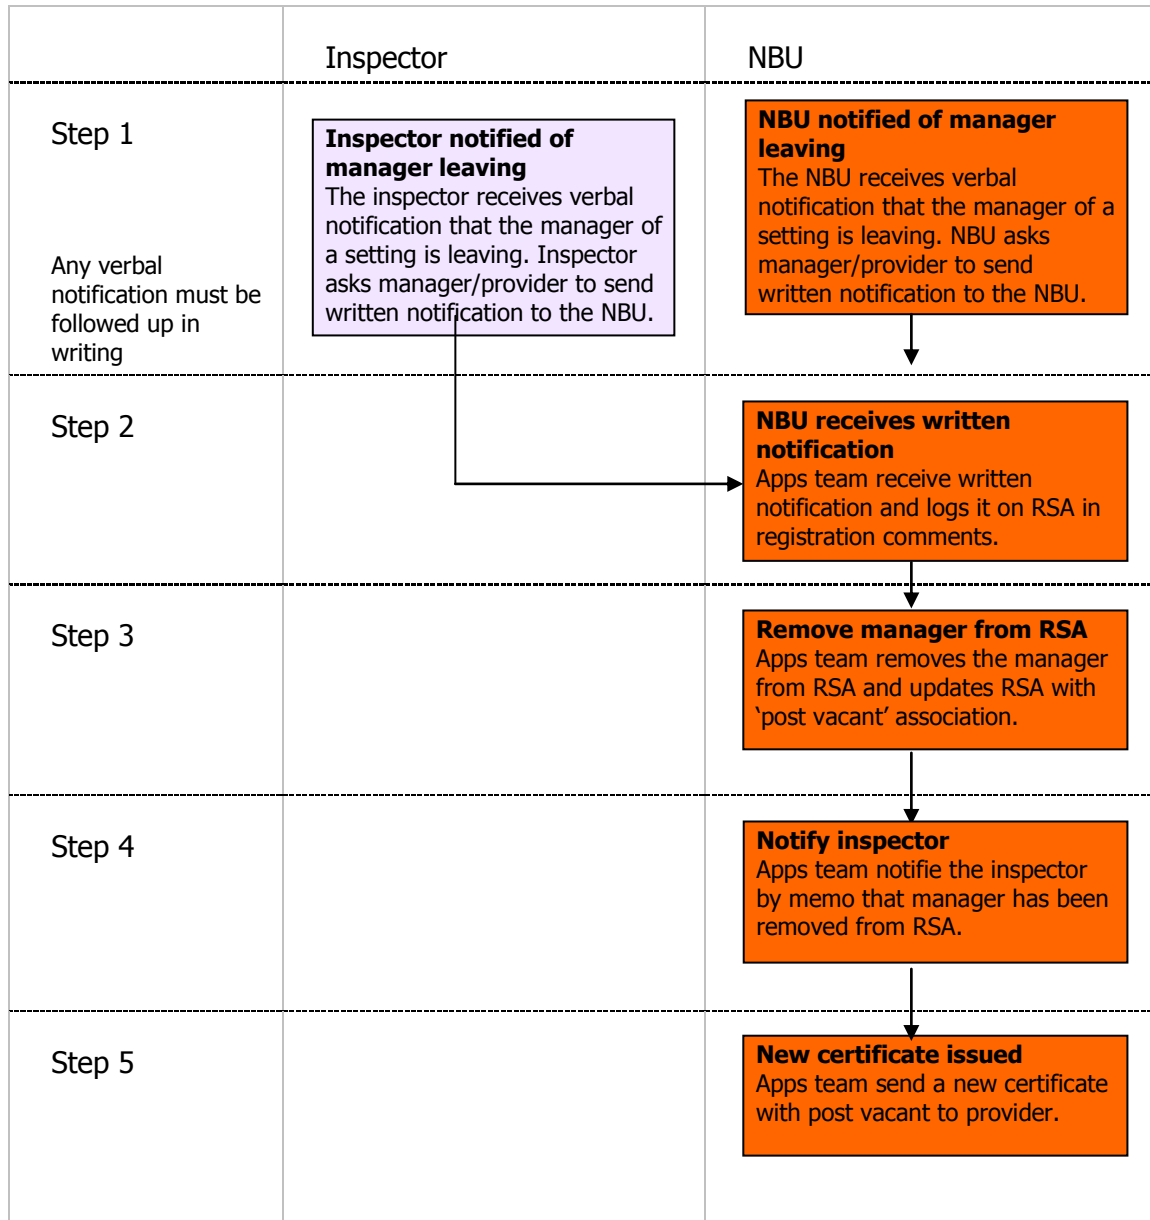 Inspector
NBU
Step 1
Any verbal
notification must be
followed up in
writing
Inspector notified of
manager leaving
The inspector receives verbal
notification that the manager of
a setting is leaving. Inspector
asks manager/provider to send
written notification to the NBU.
NBU notified of manager
leaving
The NBU receives verbal
notification that the manager of a
setting is leaving. NBU asks
manager/provider to send
written notification to the NBU.
Step 2
NBU receives written
notification
Apps team receive written
notification and logs it on RSA in
registration comments.
Step 3
Remove manager from RSA
Apps team removes the manager
from RSA and updates RSA with
‘post vacant’ association.
Step 4
Notify inspector
Apps team notifie the inspector
by memo that manager has been
removed from RSA.
Step 5
New certificate issued
Apps team send a new certificate
with post vacant to provider.